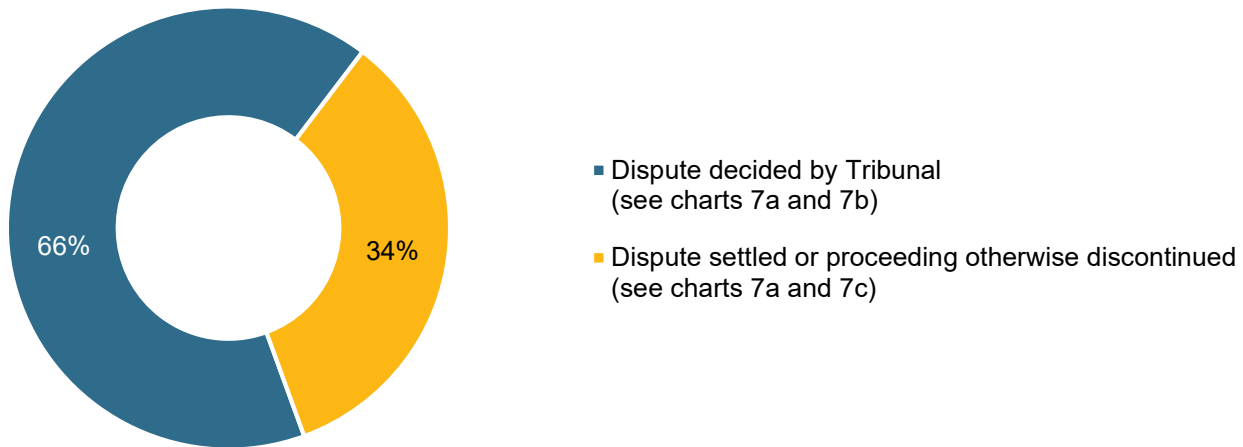 66%
34%
Dispute decided by Tribunal
(see charts 7a and 7b)
Dispute settled or proceeding otherwise discontinued
(see charts 7a and 7c)